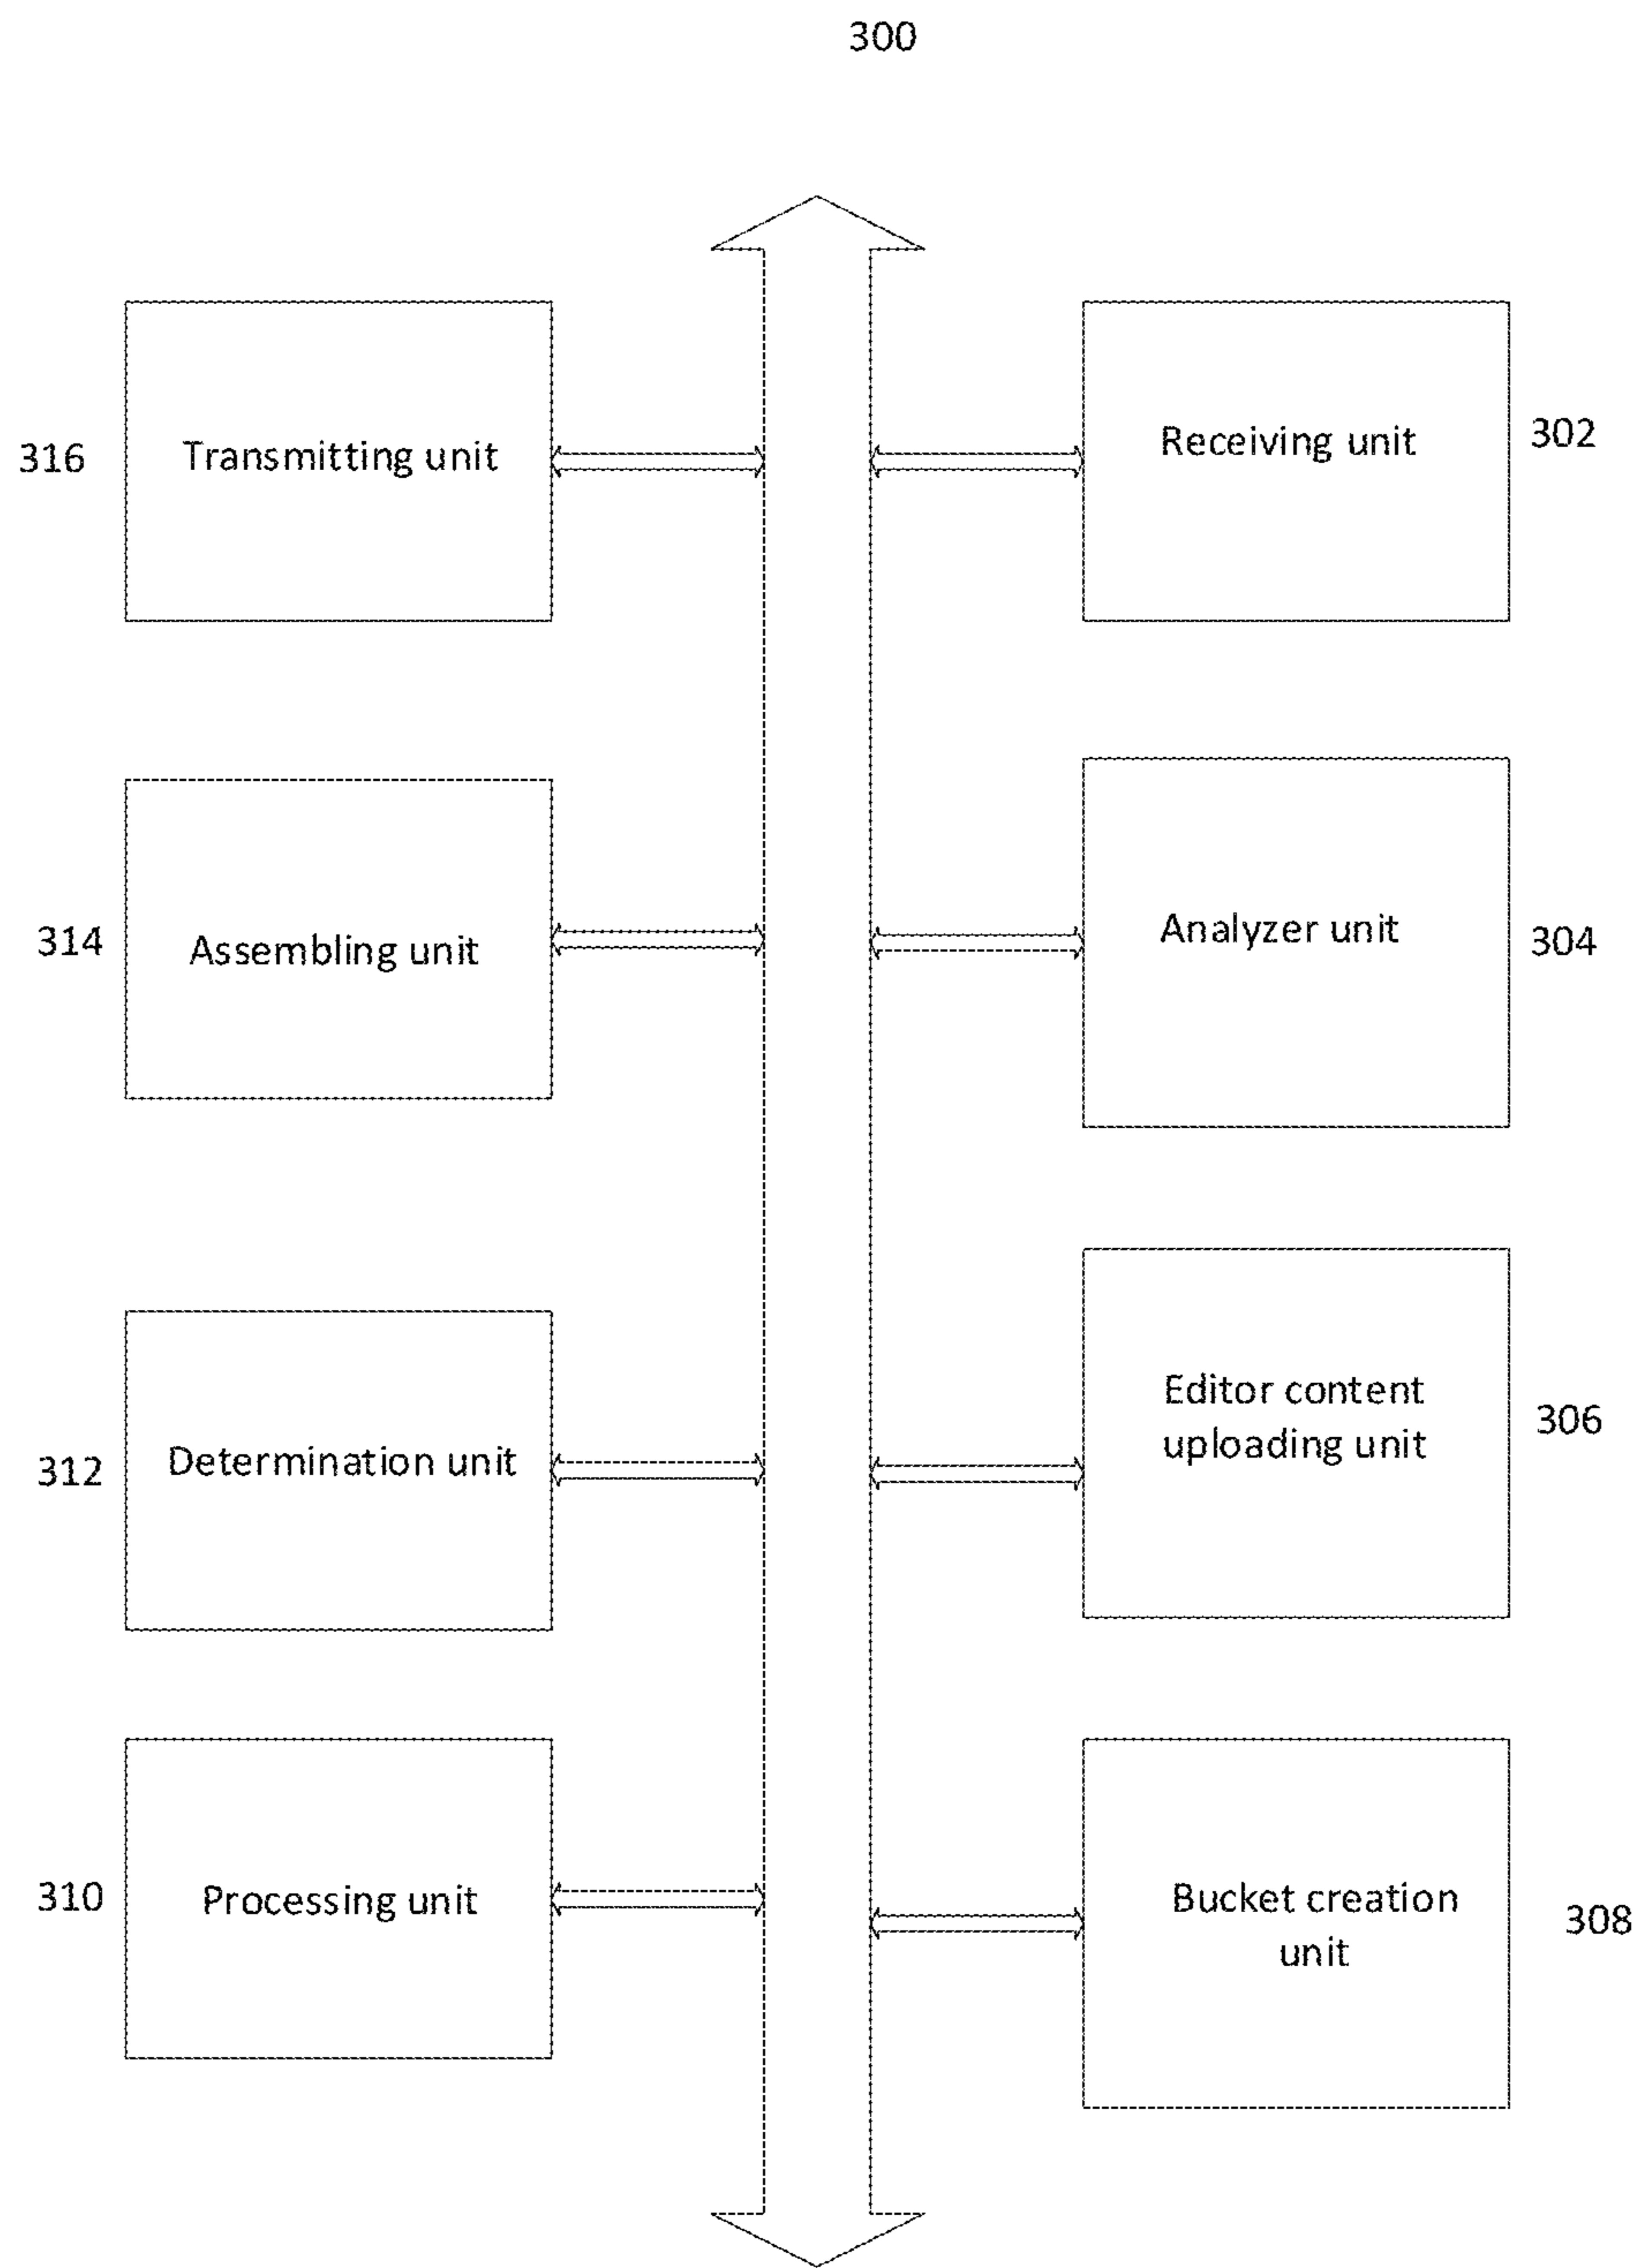 300
316
Transmitting unit
Receiving unit
302
314
Assembling unit
Analyzer unit
304
312
Determination unit
Editor content
uploading unit
306
310
Processing unit
Bucket creation
unit
308